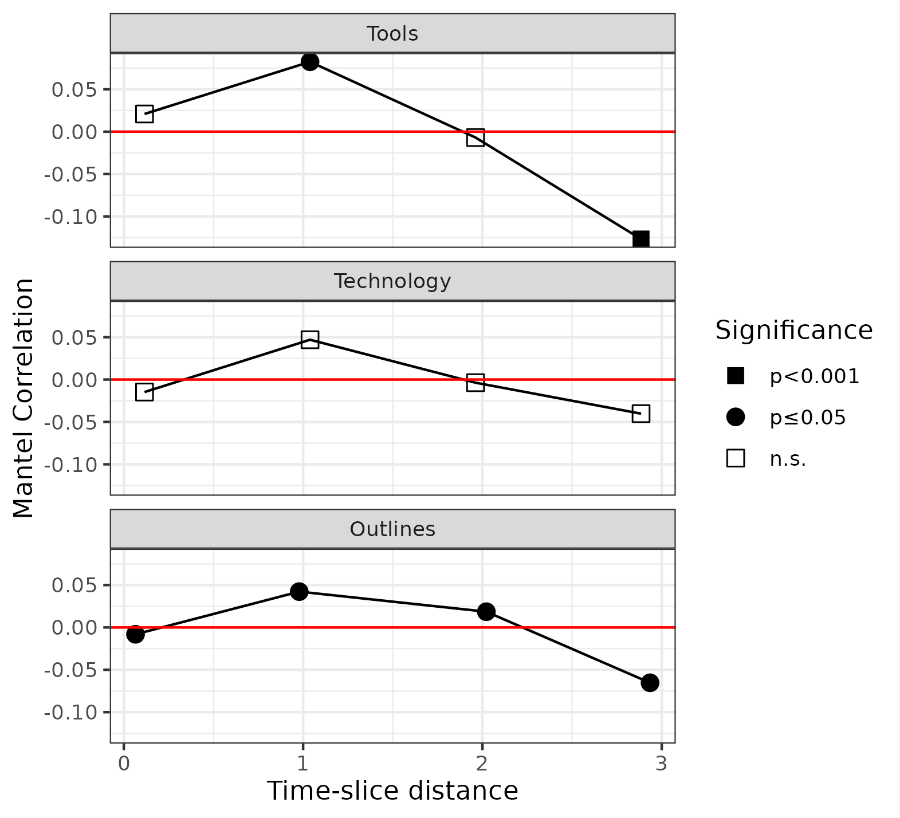 Tools
0.05
0.00
-0.05
-0.10
Technology
0.05
0.00
-0.05
-0.10
Outlines
0.05
0.00
-0.05
-0.10
0 1 2 3
Time-slice distance
Mantel Correlation
Significance
p<0.001
p≤0.05
n.s.